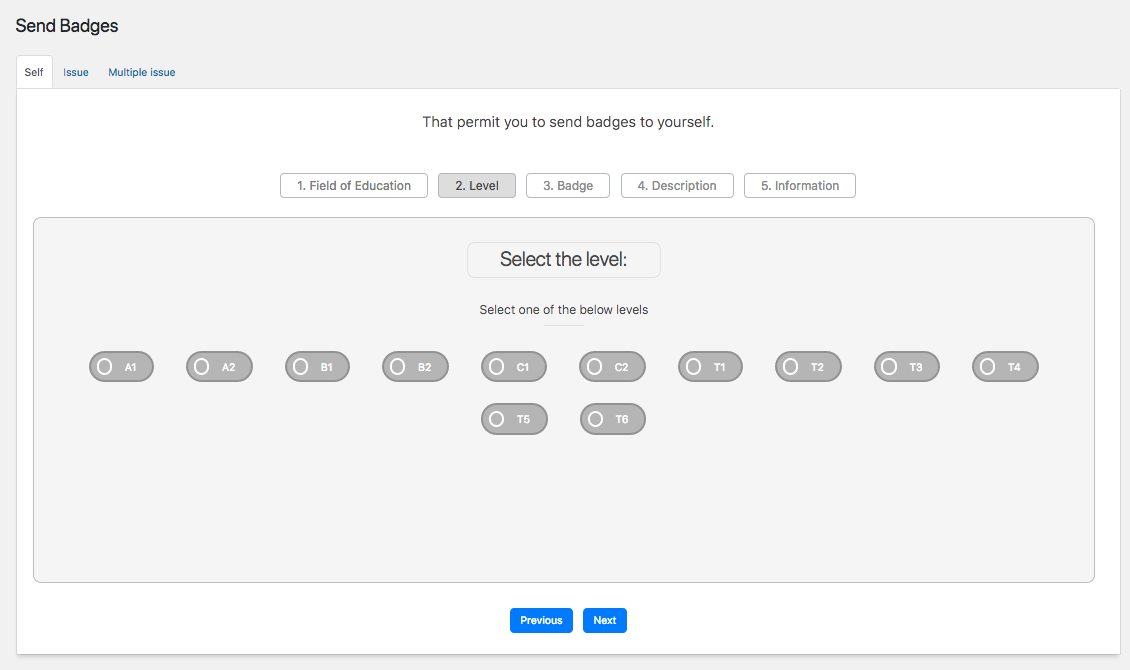 Send Badges
Self Issue Multiple issue
That permit you to send badges to yourself.
1. Field of Education 2. Level 3. Badge 4. Description 5. Information
Select the level:
Select one of the below levels
A1 A2 B1 B2 C1 C2 T1 T2 T3 T4
T5 T6
Previous Next